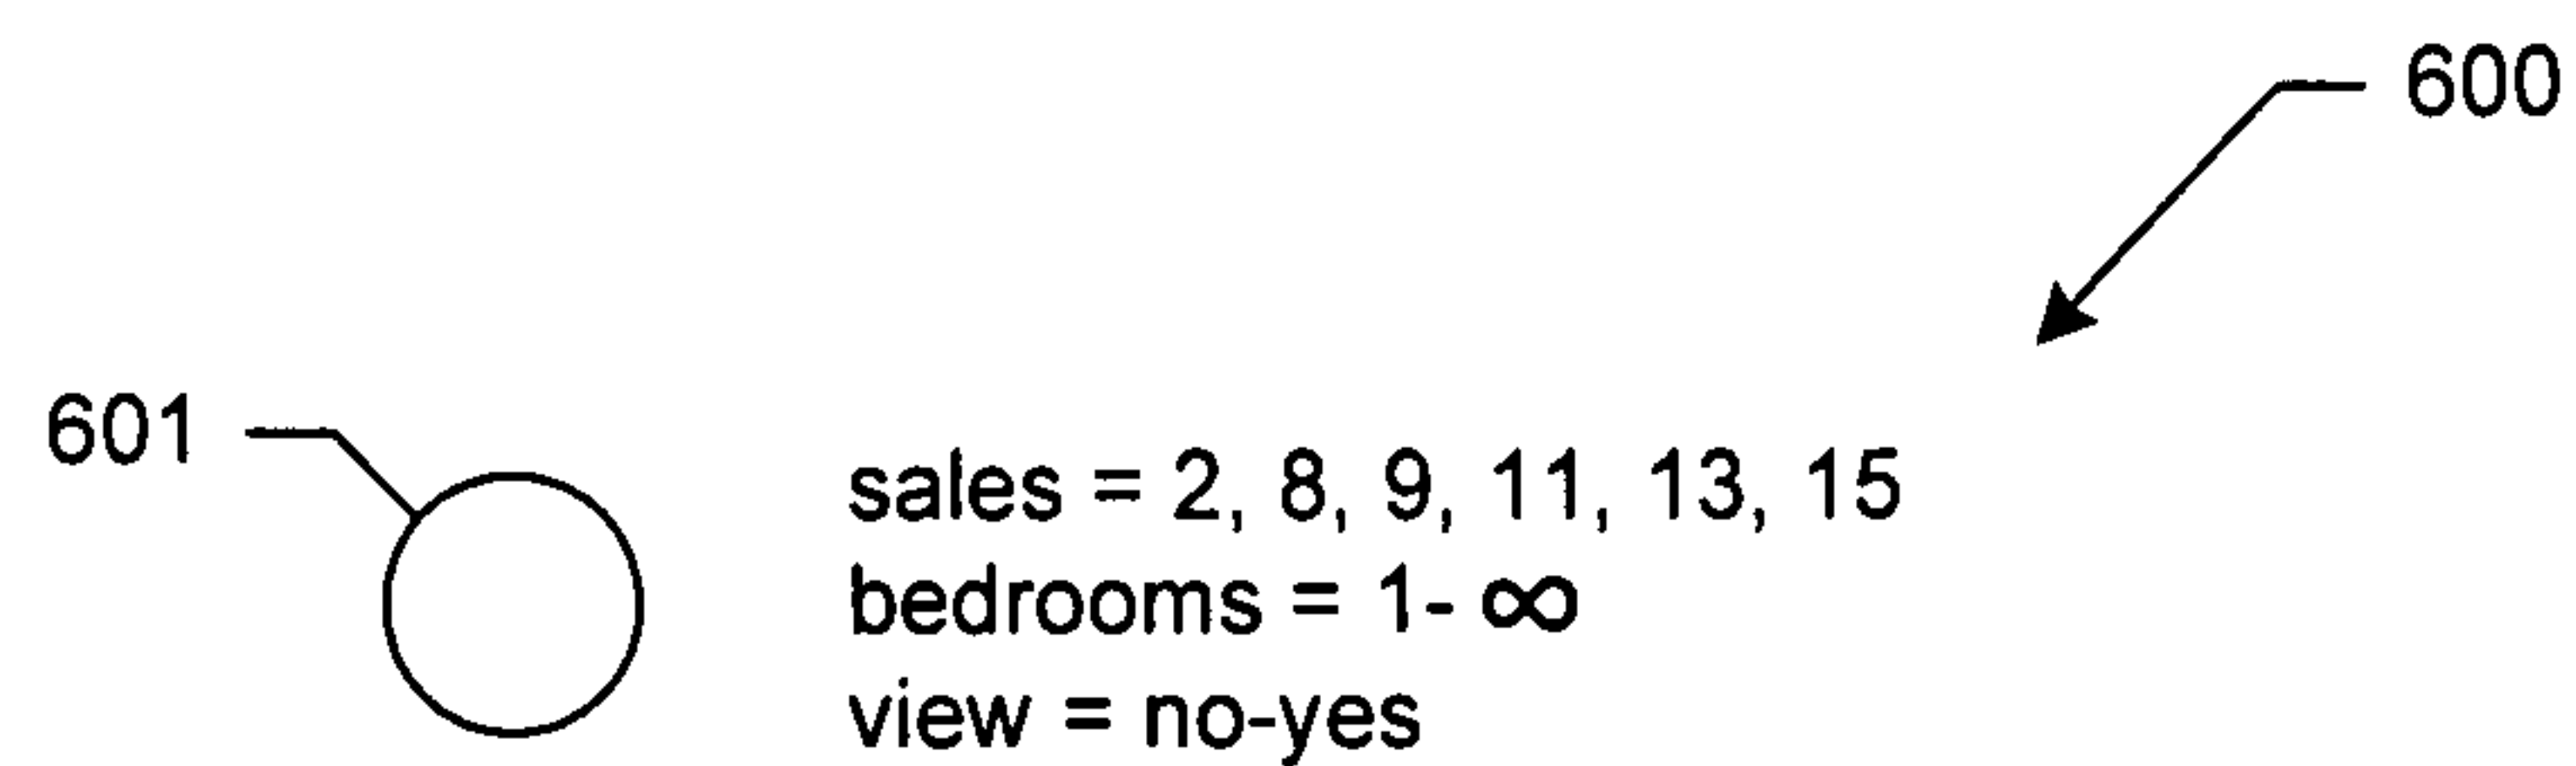 600
601
sales = 2, 8, 9, 11, 13, 15
bedrooms = 1- ∞
view = no-yes